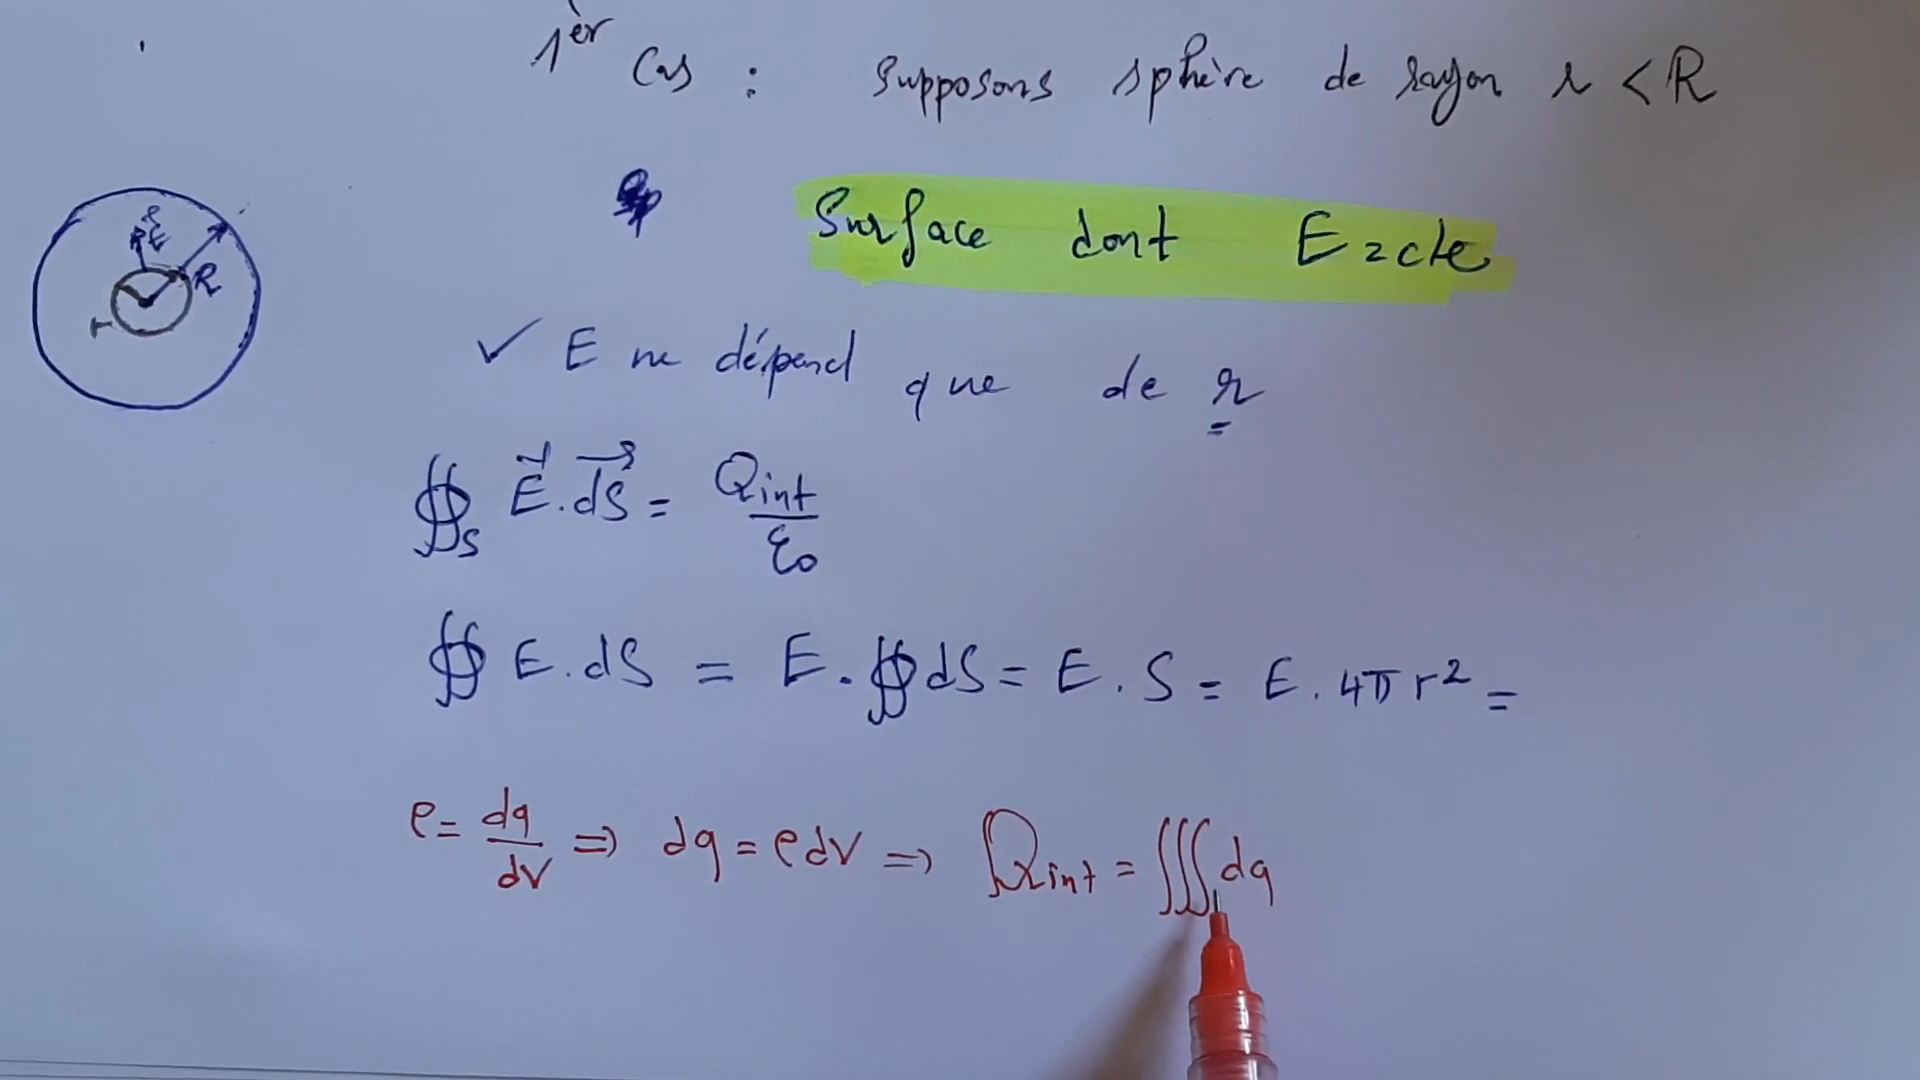 1èr Cas : Supposons sphère de rayon r < R
Surface dont E = cte
✓ E ne dépend que de r
E
R
r
∯s E⃗.dS⃗ = Qint/ε0
∯ E.dS = E.∯dS = E.S = E.4πr² =
ρ = dq/dv => dq = ρdv => Qint = ∭dq